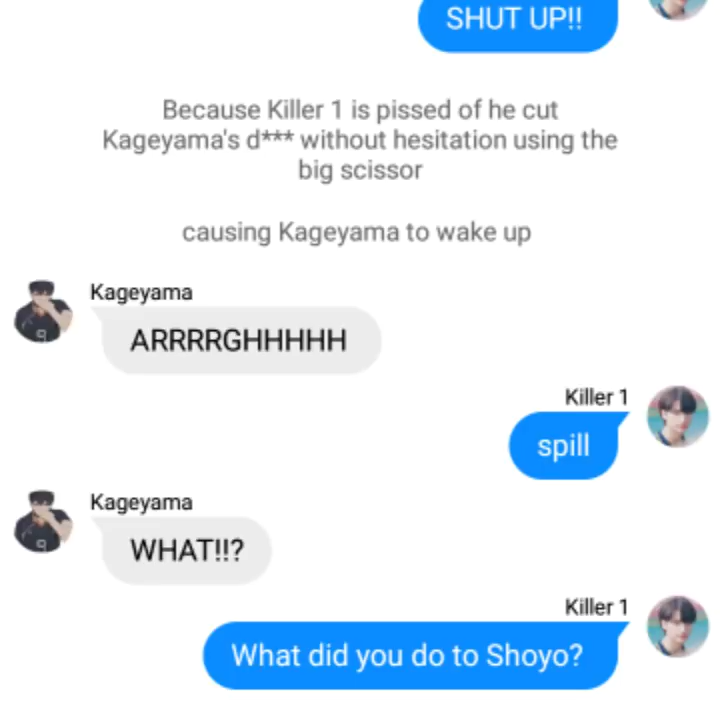 SHUT UP!!
Because Killer 1 is pissed of he cut
Kageyama's d*** without hesitation using the
big scissor
causing Kageyama to wake up
Kageyama
ARRRRGHHHHH
Killer 1
spill
Kageyama
WHAT!!?
Killer 1
What did you do to Shoyo?